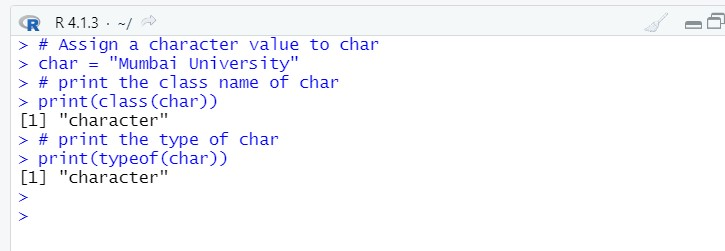 R R 4.1.3 · ~/
> # Assign a character value to char
> char = "Mumbai University"
> # print the class name of char
> print(class(char))
[1] "character"
> # print the type of char
> print(typeof(char))
[1] "character"
>
>